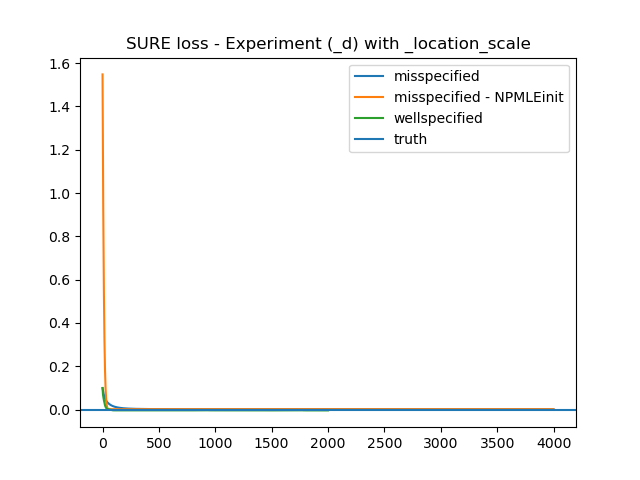 SURE loss - Experiment (_d) with _location_scale
1.6
1.4
1.2
1.0
0.8
0.6
0.4
0.2
0.0
misspecified
misspecified - NPMLEinit
wellspecified
truth
0 500 1000 1500 2000 2500 3000 3500 4000